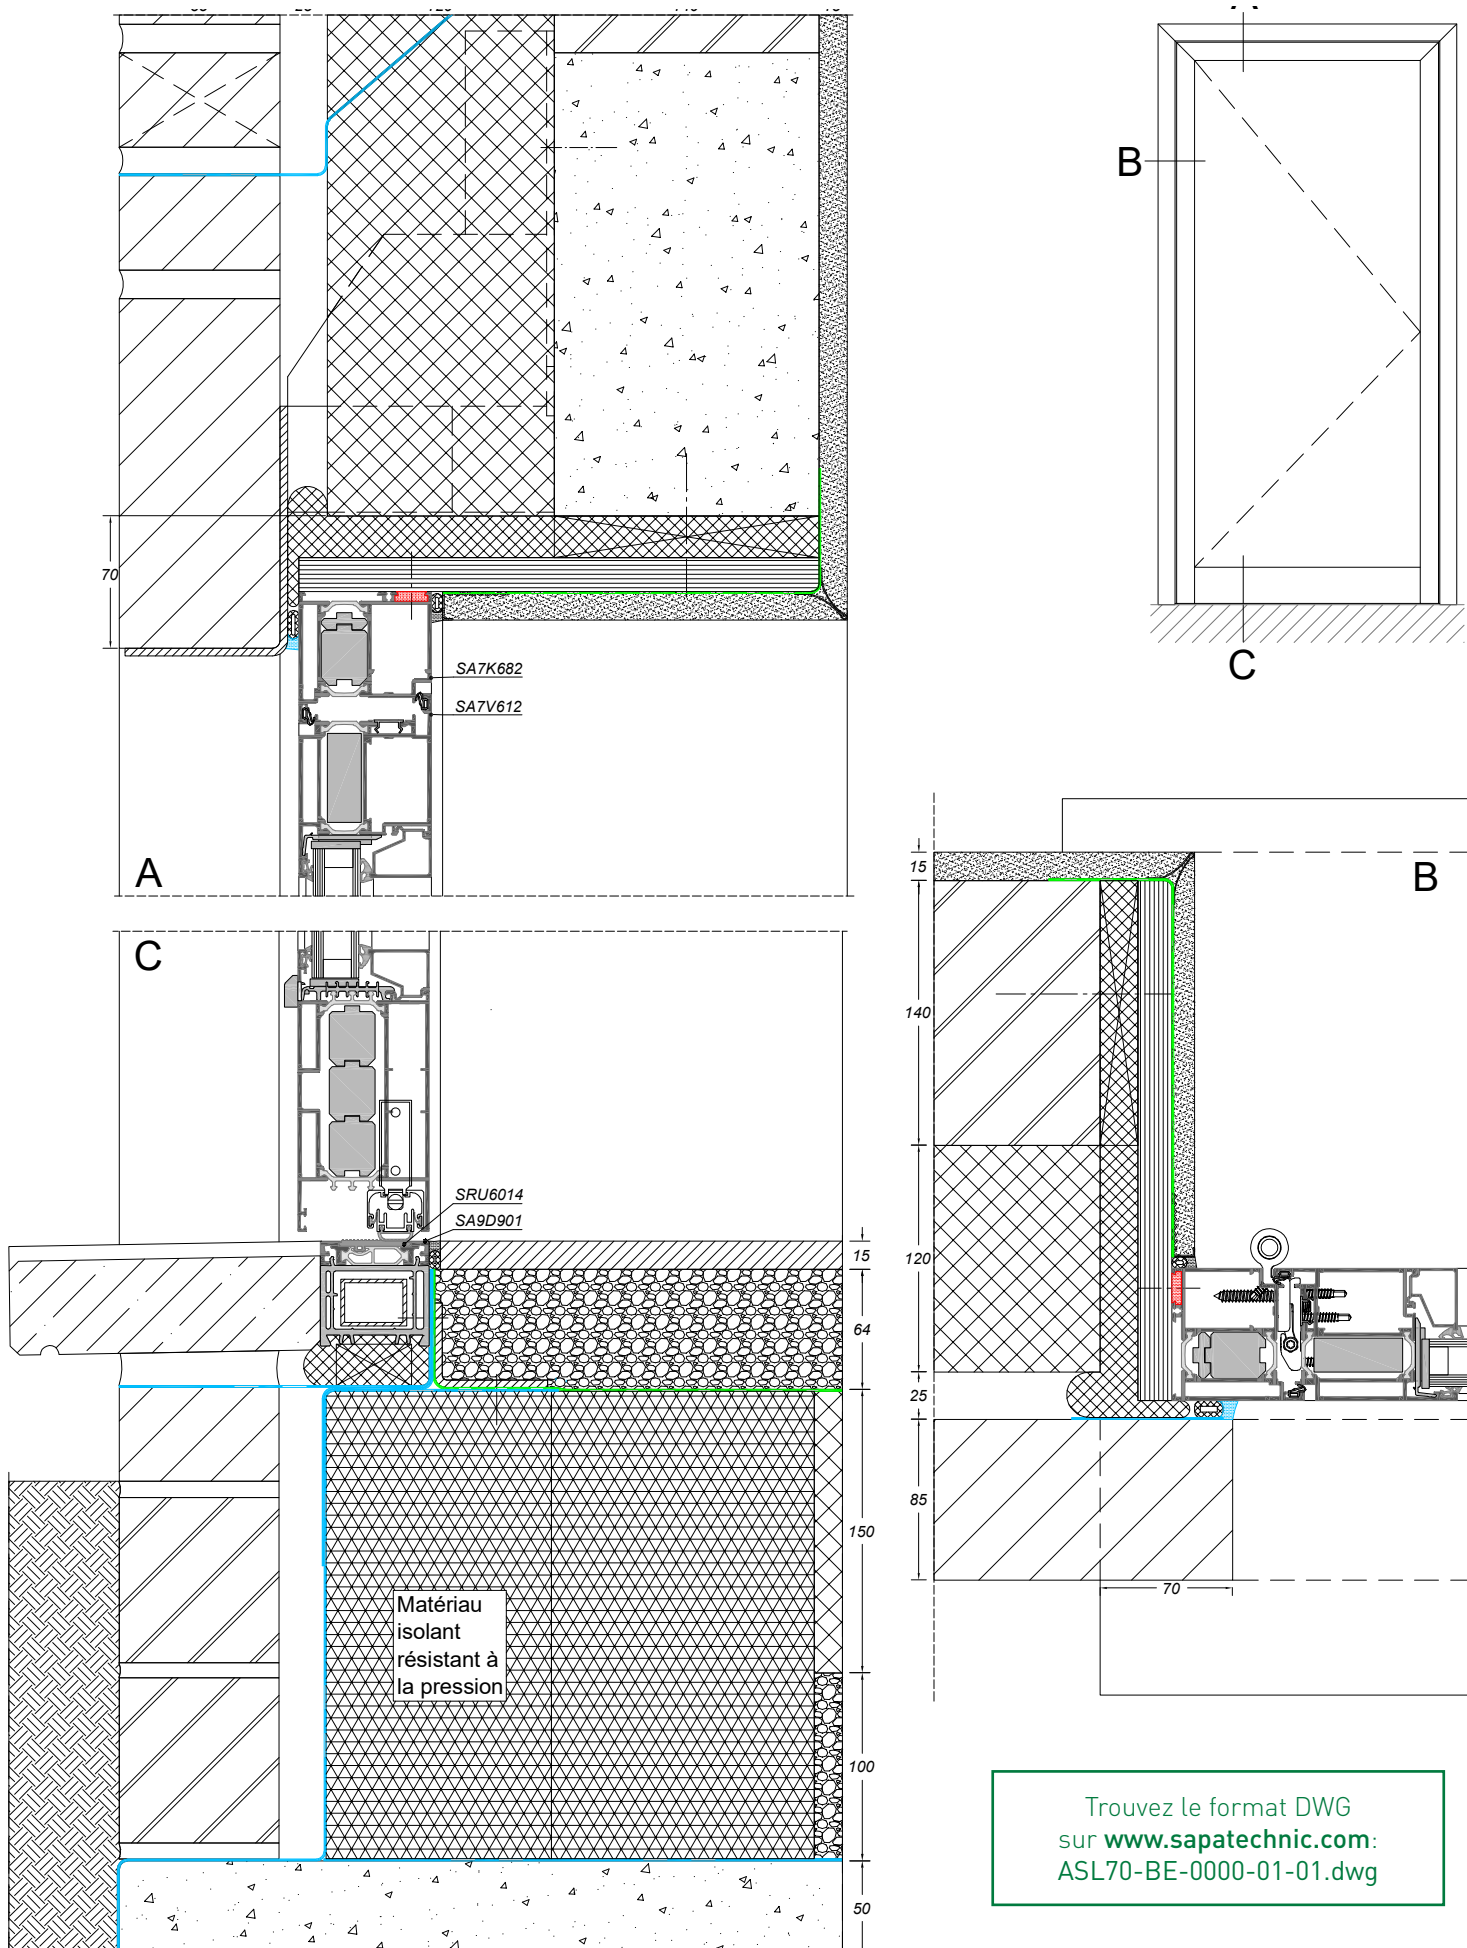 B
C
70
SA7K682
SA7V612
A
C
B
15
140
120
25
85
70
SRU6014
SA9D901
15
64
150
100
50
Matériau
isolant
résistant à
la pression
Trouvez le format DWG
sur www.sapatechnic.com:
ASL70-BE-0000-01-01.dwg